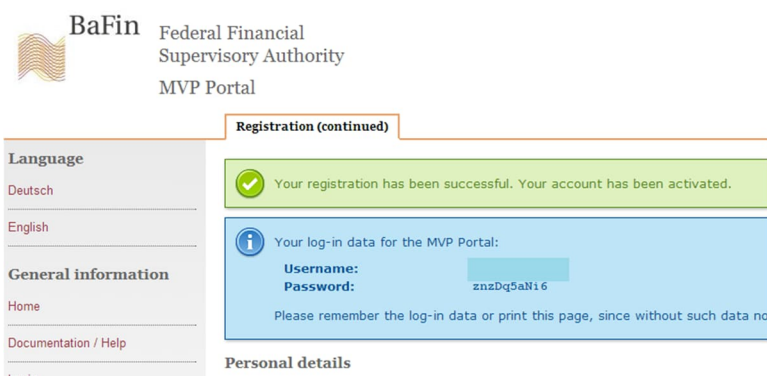 BaFin
Federal Financial
Supervisory Authority
MVP Portal
Registration (continued)
Language
Deutsch
English
General information
Home
Documentation / Help
Your registration has been successful. Your account has been activated.
Your log-in data for the MVP Portal:
Username:
Password: znzDq5aNi6
Please remember the log-in data or print this page, since without such data no
Personal details